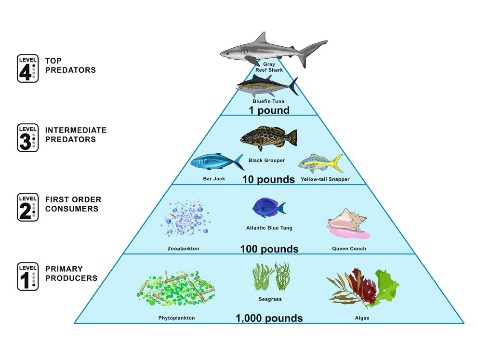 LEVEL
4
TOP
PREDATORS
Gray
Reef Shark
Bluefin Tuna
1 pound
LEVEL
3
INTERMEDIATE
PREDATORS
Black Grouper
Bar Jack
10 pounds
Yellow-tail Snapper
LEVEL
2
FIRST ORDER
CONSUMERS
Zooplankton
Atlantic Blue Tang
Queen Conch
100 pounds
LEVEL
1
PRIMARY
PRODUCERS
Phytoplankton
Seagrass
Algae
1,000 pounds